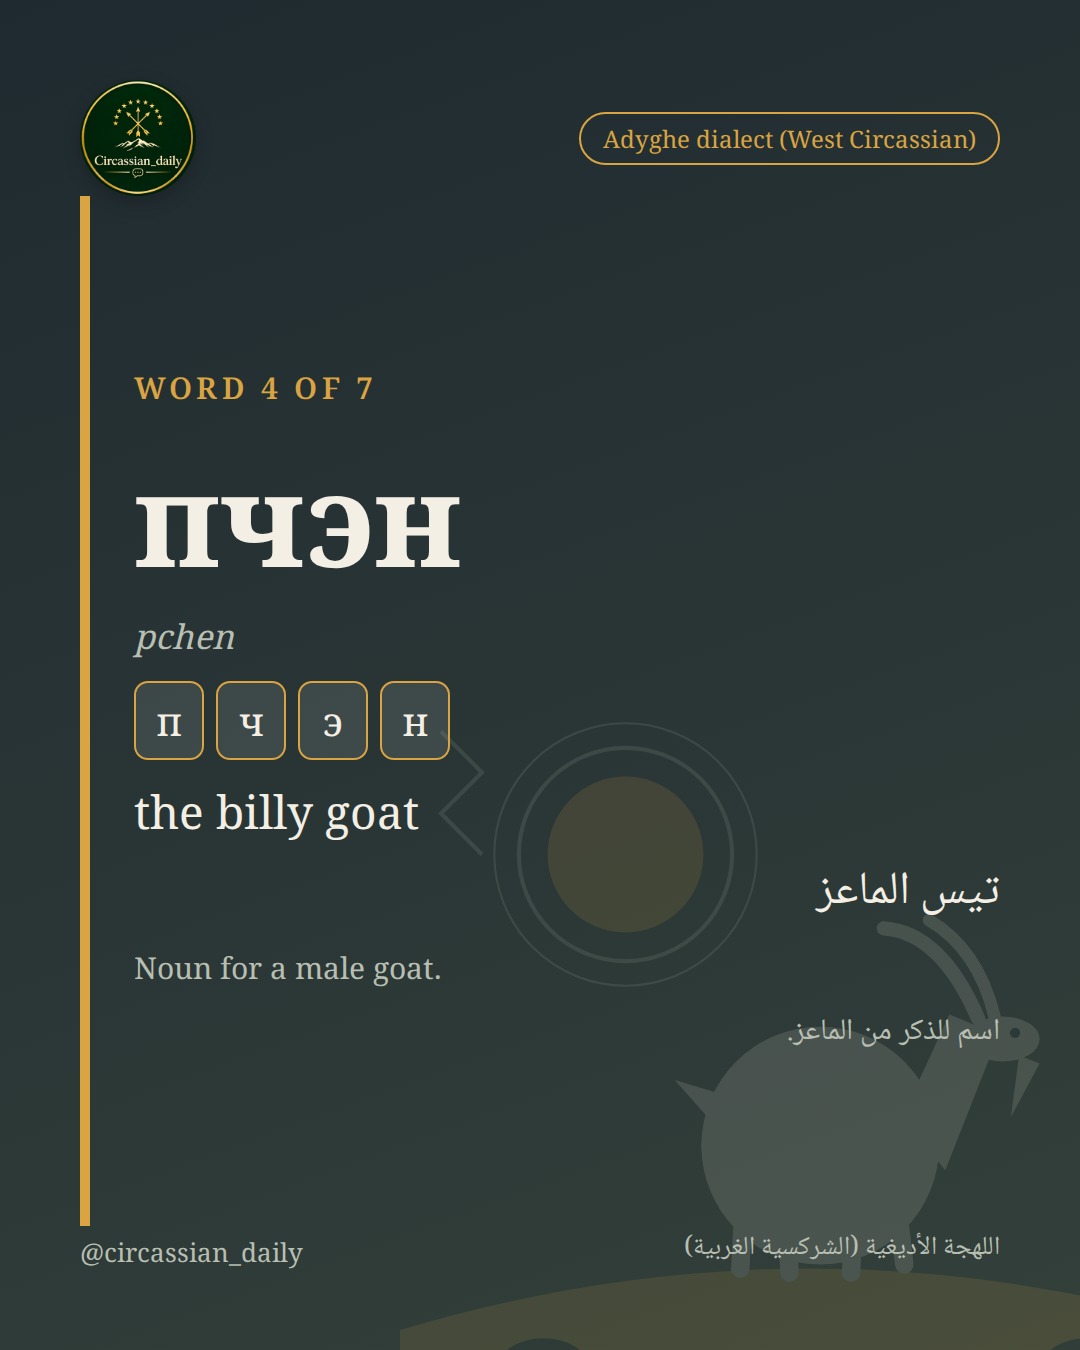 Circassian_daily
Adyghe dialect (West Circassian)
WORD 4 OF 7
пчэн
pchen
п ч э н
the billy goat
تيس الماعز
Noun for a male goat.
اسم للذكر من الماعز.
@circassian_daily
اللهجة الأديغية (الشركسية الغربية)